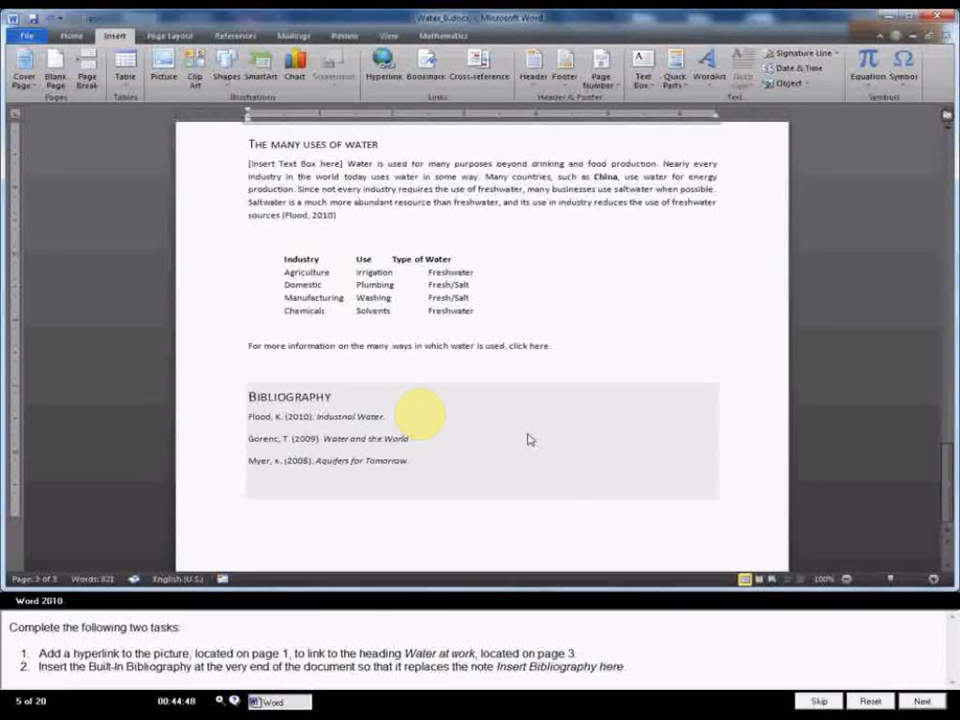 Water_6.docx - Microsoft Word
File Home Insert Page Layout References Mailings Review View Mathematics
Cover Page Blank Page Page Break Table Picture Clip Art Shapes SmartArt Chart Screenshot Hyperlink Bookmark Cross-reference Header Footer Page Number Text Box Quick Parts WordArt Drop Cap Signature Line Date & Time Object Equation Symbol
Pages Tables Illustrations Links Header & Footer Text Symbols
THE MANY USES OF WATER
[Insert Text Box here] Water is used for many purposes beyond drinking and food production. Nearly every
industry in the world today uses water in some way. Many countries, such as China, use water for energy
production. Since not every industry requires the use of freshwater, many businesses use saltwater when possible.
Saltwater is a much more abundant resource than freshwater, and its use in industry reduces the use of freshwater
sources (Flood, 2010)
Industry Use Type of Water
Agriculture Irrigation Freshwater
Domestic Plumbing Fresh/Salt
Manufacturing Washing Fresh/Salt
Chemicals Solvents Freshwater
For more information on the many ways in which water is used, click here.
BIBLIOGRAPHY
Flood, K. (2010). Industrial Water.
Gorenc, T. (2009) Water and the World
Myer, K. (2008). Aquifers for Tomorrow
Page: 3 of 3 Words: 321 English (U.S.) 100%
Word 2010
Complete the following two tasks:
1. Add a hyperlink to the picture, located on page 1, to link to the heading Water at work, located on page 3.
2. Insert the Built-In Bibliography at the very end of the document so that it replaces the note Insert Bibliography here.
5 of 20 00:44:48 Word Skip Reset Next